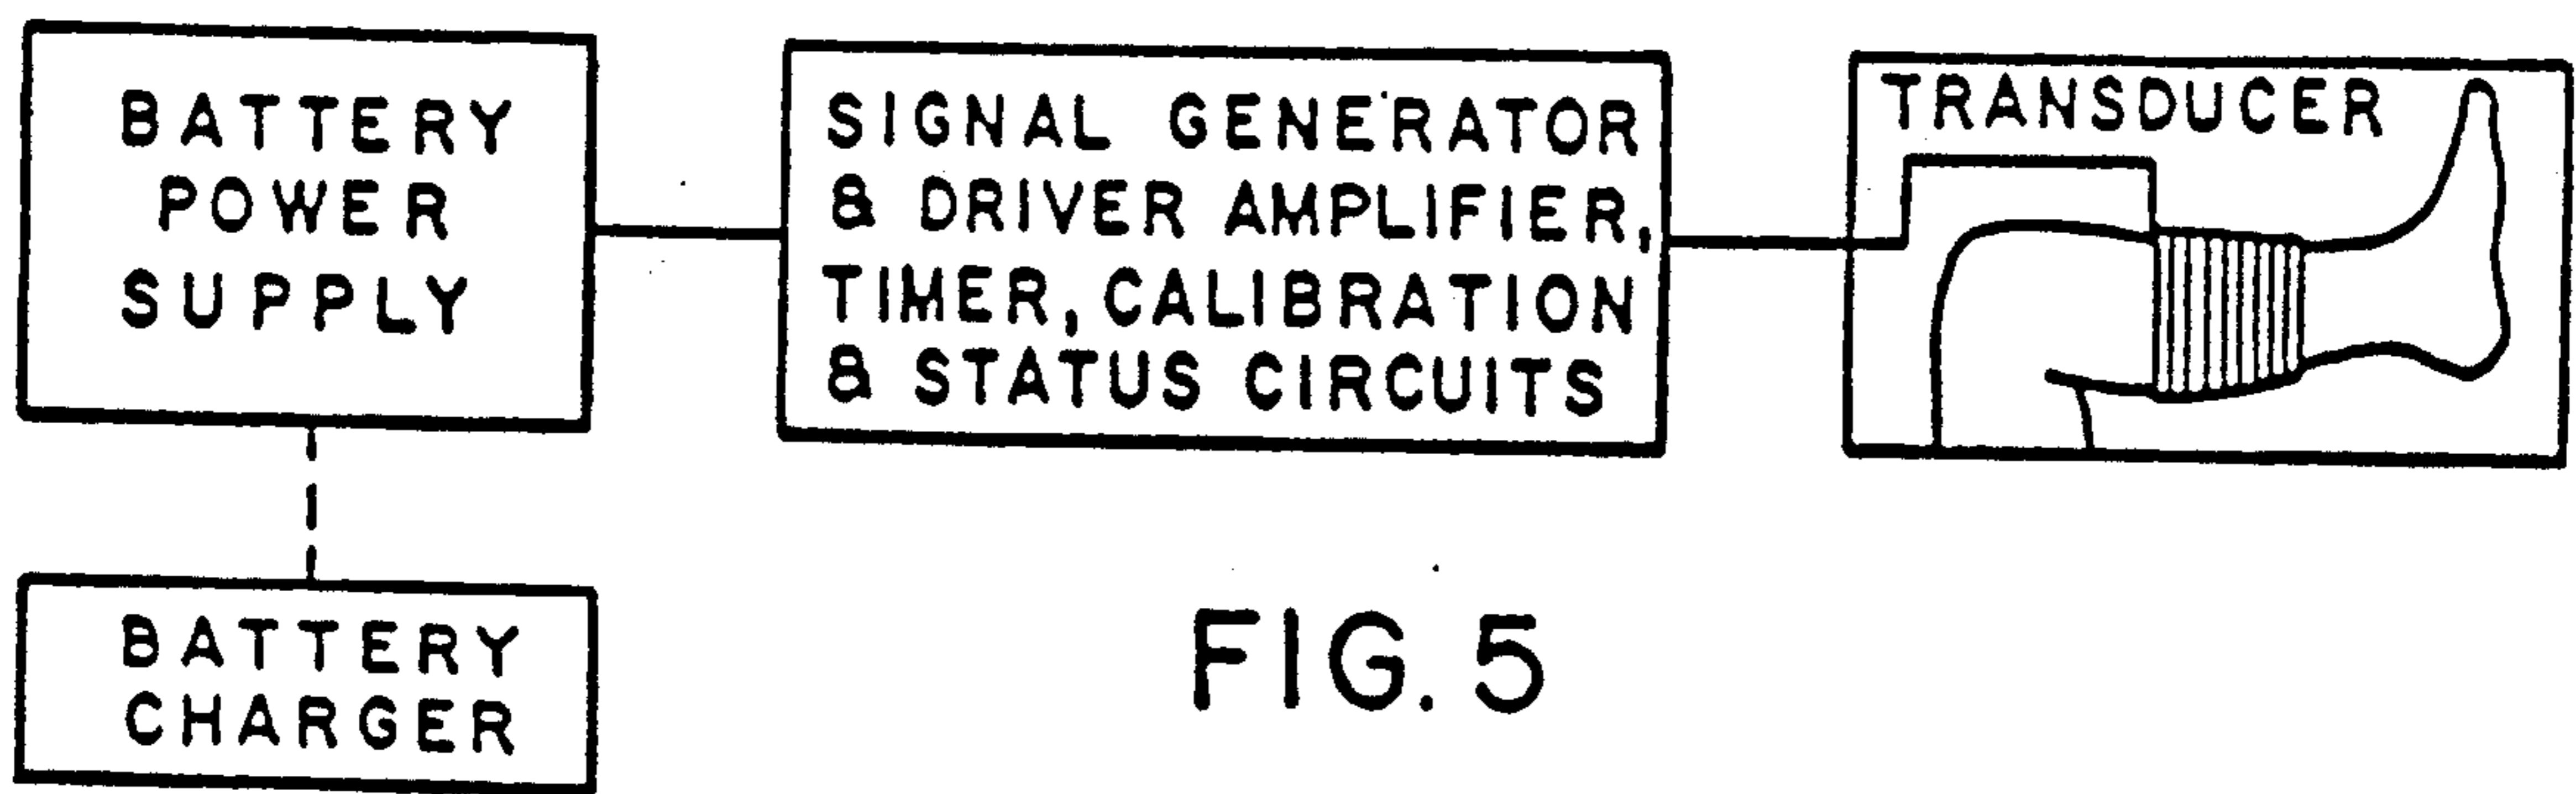 BATTERY
POWER
SUPPLY
SIGNAL GENERATOR
& DRIVER AMPLIFIER,
TIMER, CALIBRATION
& STATUS CIRCUITS
TRANSDUCER
BATTERY
CHARGER
FIG. 5